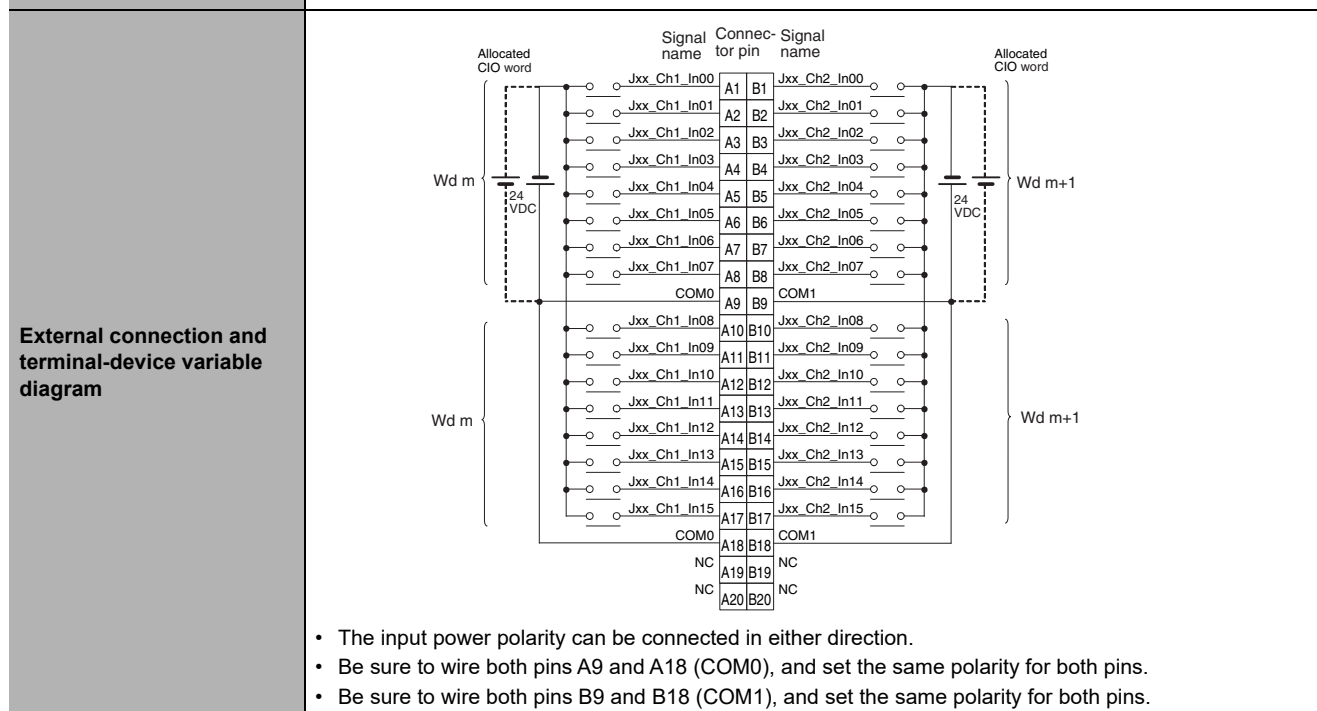 External connection and
terminal-device variable
diagram
Signal name Connec-tor pin Signal name
Allocated CIO word Allocated CIO word
Jxx_Ch1_In00 A1 B1 Jxx_Ch2_In00
Jxx_Ch1_In01 A2 B2 Jxx_Ch2_In01
Jxx_Ch1_In02 A3 B3 Jxx_Ch2_In02
Jxx_Ch1_In03 A4 B4 Jxx_Ch2_In03
Wd m 24 VDC Jxx_Ch1_In04 A5 B5 Jxx_Ch2_In04 24 VDC Wd m+1
Jxx_Ch1_In05 A6 B6 Jxx_Ch2_In05
Jxx_Ch1_In06 A7 B7 Jxx_Ch2_In06
Jxx_Ch1_In07 A8 B8 Jxx_Ch2_In07
COM0 A9 B9 COM1
Jxx_Ch1_In08 A10 B10 Jxx_Ch2_In08
Jxx_Ch1_In09 A11 B11 Jxx_Ch2_In09
Jxx_Ch1_In10 A12 B12 Jxx_Ch2_In10
Jxx_Ch1_In11 A13 B13 Jxx_Ch2_In11
Wd m Jxx_Ch1_In12 A14 B14 Jxx_Ch2_In12 Wd m+1
Jxx_Ch1_In13 A15 B15 Jxx_Ch2_In13
Jxx_Ch1_In14 A16 B16 Jxx_Ch2_In14
Jxx_Ch1_In15 A17 B17 Jxx_Ch2_In15
COM0 A18 B18 COM1
NC A19 B19 NC
NC A20 B20 NC
• The input power polarity can be connected in either direction.
• Be sure to wire both pins A9 and A18 (COM0), and set the same polarity for both pins.
• Be sure to wire both pins B9 and B18 (COM1), and set the same polarity for both pins.